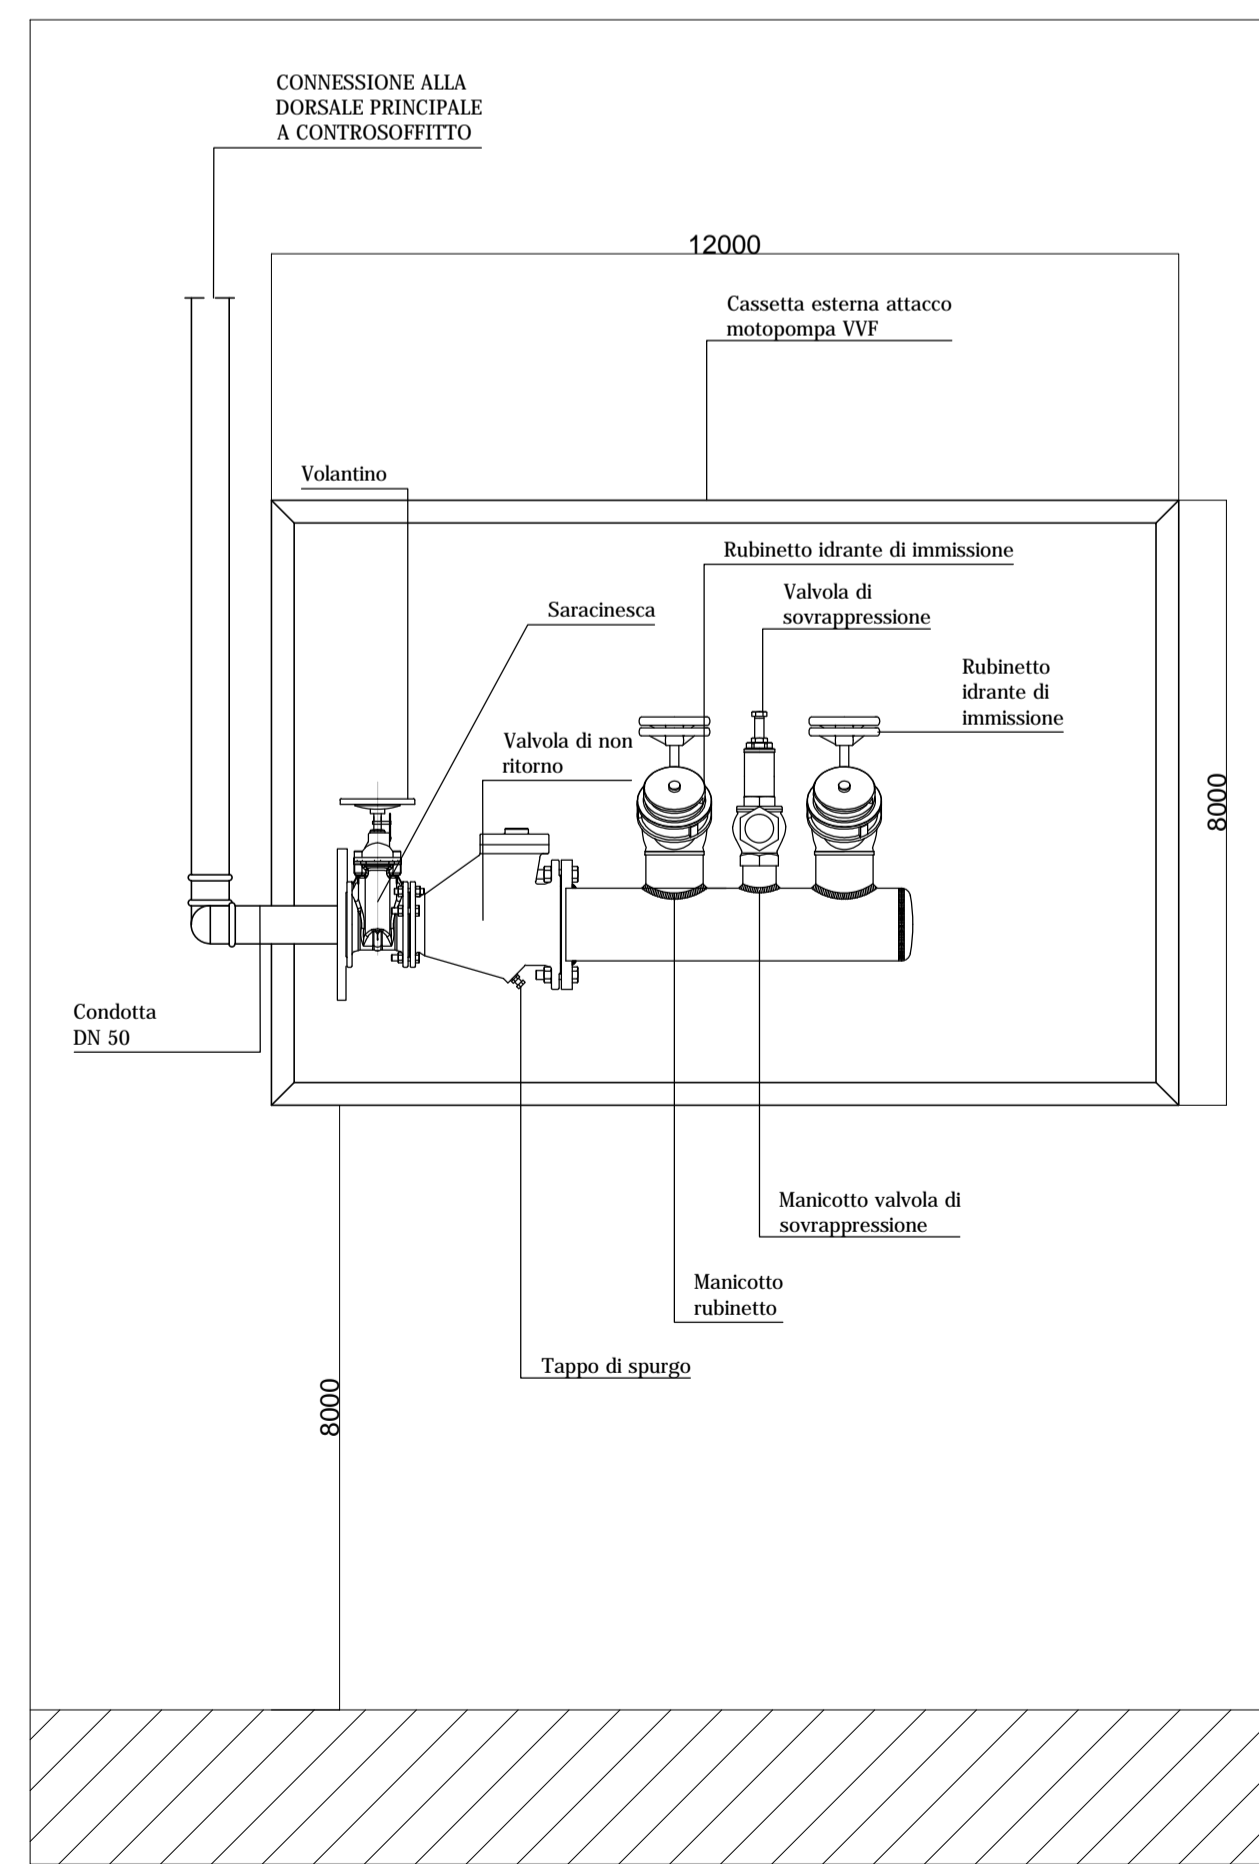 CONNESSIONE ALLA
DORSALE PRINCIPALE
A CONTROSOFFITTO
12000
Cassetta esterna attacco
motopompa VVF
Volantino
Rubinetto idrante di immissione
Saracinesca
Valvola di
sovrappressione
Rubinetto
idrante di
immissione
Valvola di non
ritorno
8000
Condotta
DN 50
Manicotto valvola di
sovrappressione
Manicotto
rubinetto
Tappo di spurgo
8000